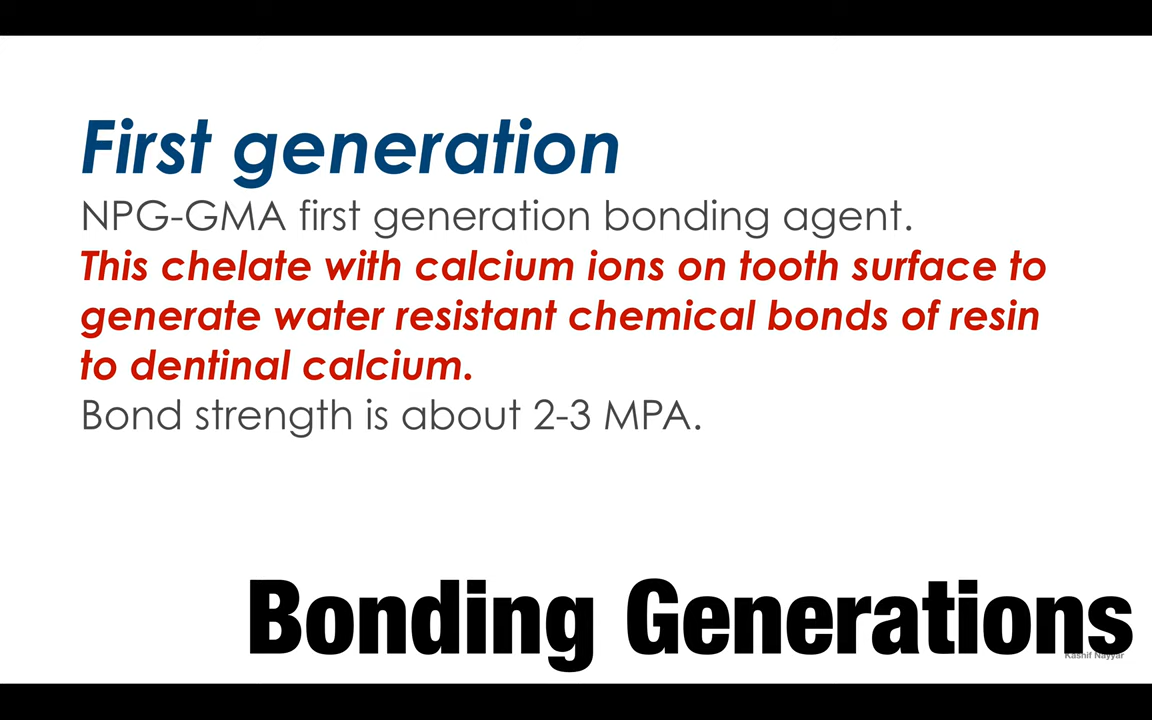 First generation
NPG-GMA first generation bonding agent.
This chelate with calcium ions on tooth surface to
generate water resistant chemical bonds of resin
to dentinal calcium.
Bond strength is about 2-3 MPA.
Bonding Generations
Kashif Nayyar